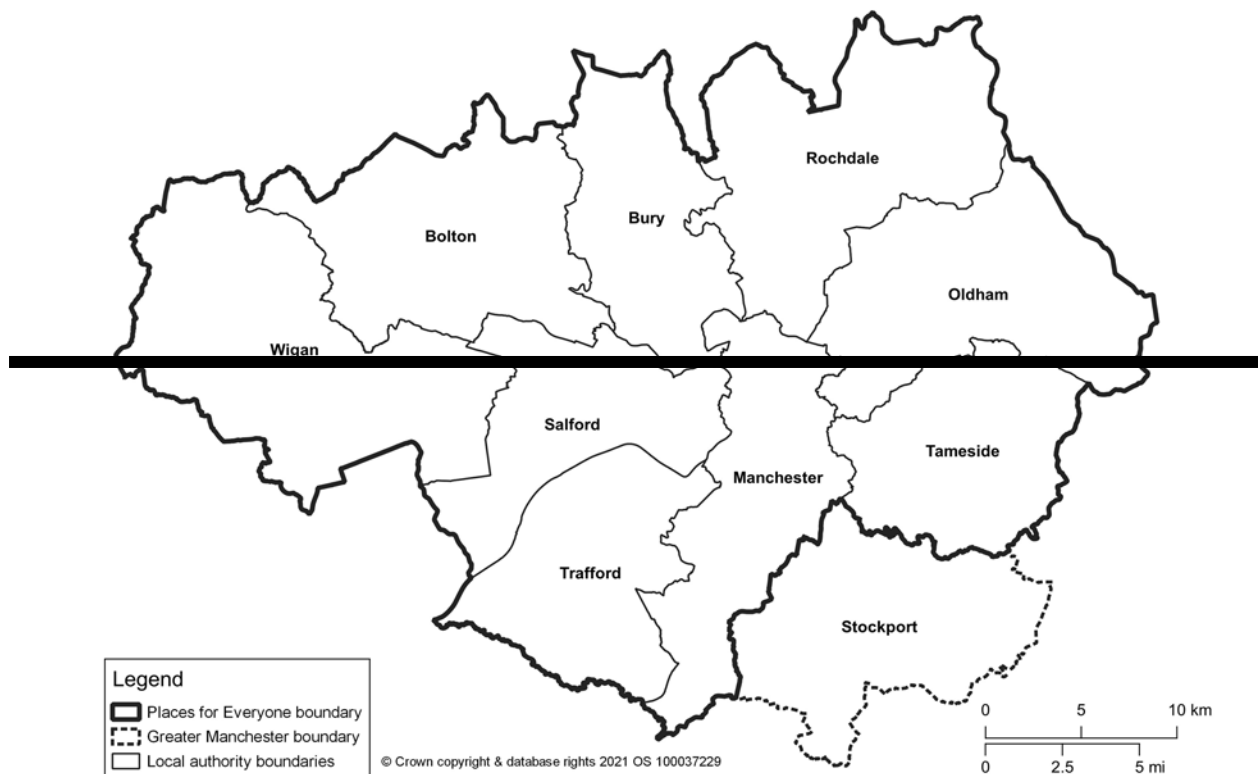 Rochdale
Bury
Bolton
Oldham
Wigan
Salford
Tameside
Manchester
Trafford
Stockport
Legend
Places for Everyone boundary
Greater Manchester boundary
Local authority boundaries
© Crown copyright & database rights 2021 OS 100037229
0 5 10 km
0 2.5 5 mi